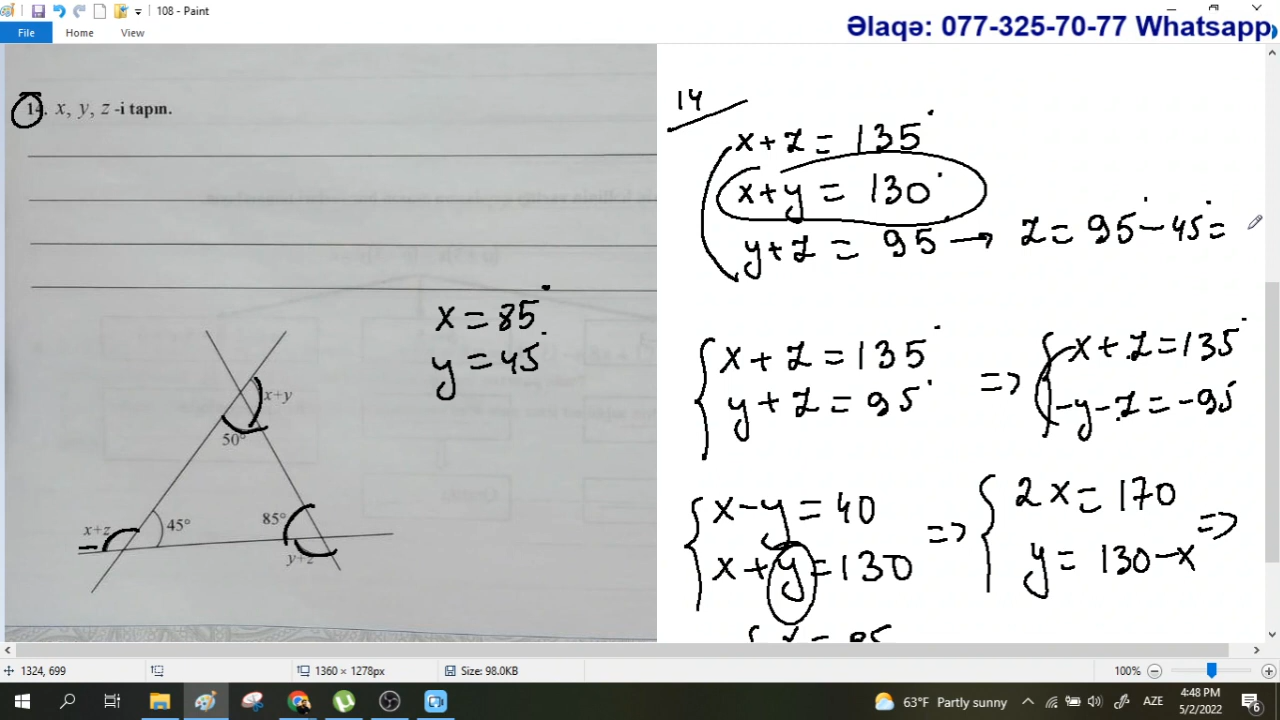 108 - Paint
File Home View
Əlaqə: 077-325-70-77 Whatsapp
14. x, y, z -i tapın.
x = 85°
y = 45°
x+y
50°
x+z
45°
85°
y+z
14
x + z = 135°
x + y = 130°
y + z = 95 → z = 95° - 45° =
x + z = 135°
y + z = 95°
=> x + z = 135°
-y - z = -95
x - y = 40
x + y = 130
=> 2x = 170
y = 130 - x =>
1324, 699
1360 × 1278px
Size: 98.0KB
100%
63°F Partly sunny
AZE
4:48 PM
5/2/2022
6